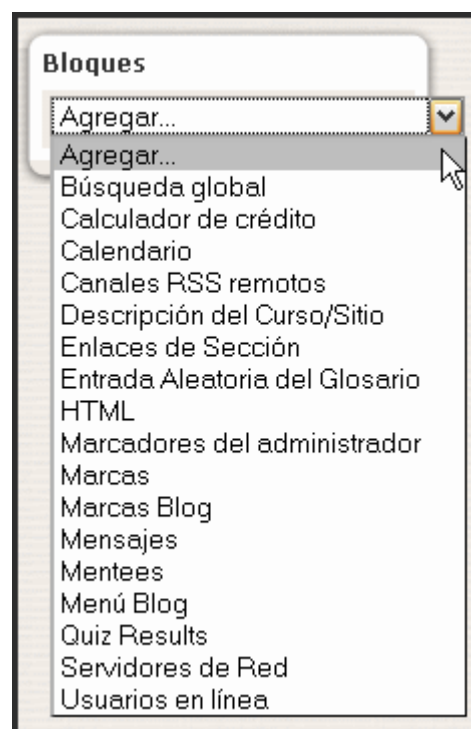 Bloques
Agregar...
Agregar...
Búsqueda global
Calculador de crédito
Calendario
Canales RSS remotos
Descripción del Curso/Sitio
Enlaces de Sección
Entrada Aleatoria del Glosario
HTML
Marcadores del administrador
Marcas
Marcas Blog
Mensajes
Mentees
Menú Blog
Quiz Results
Servidores de Red
Usuarios en línea